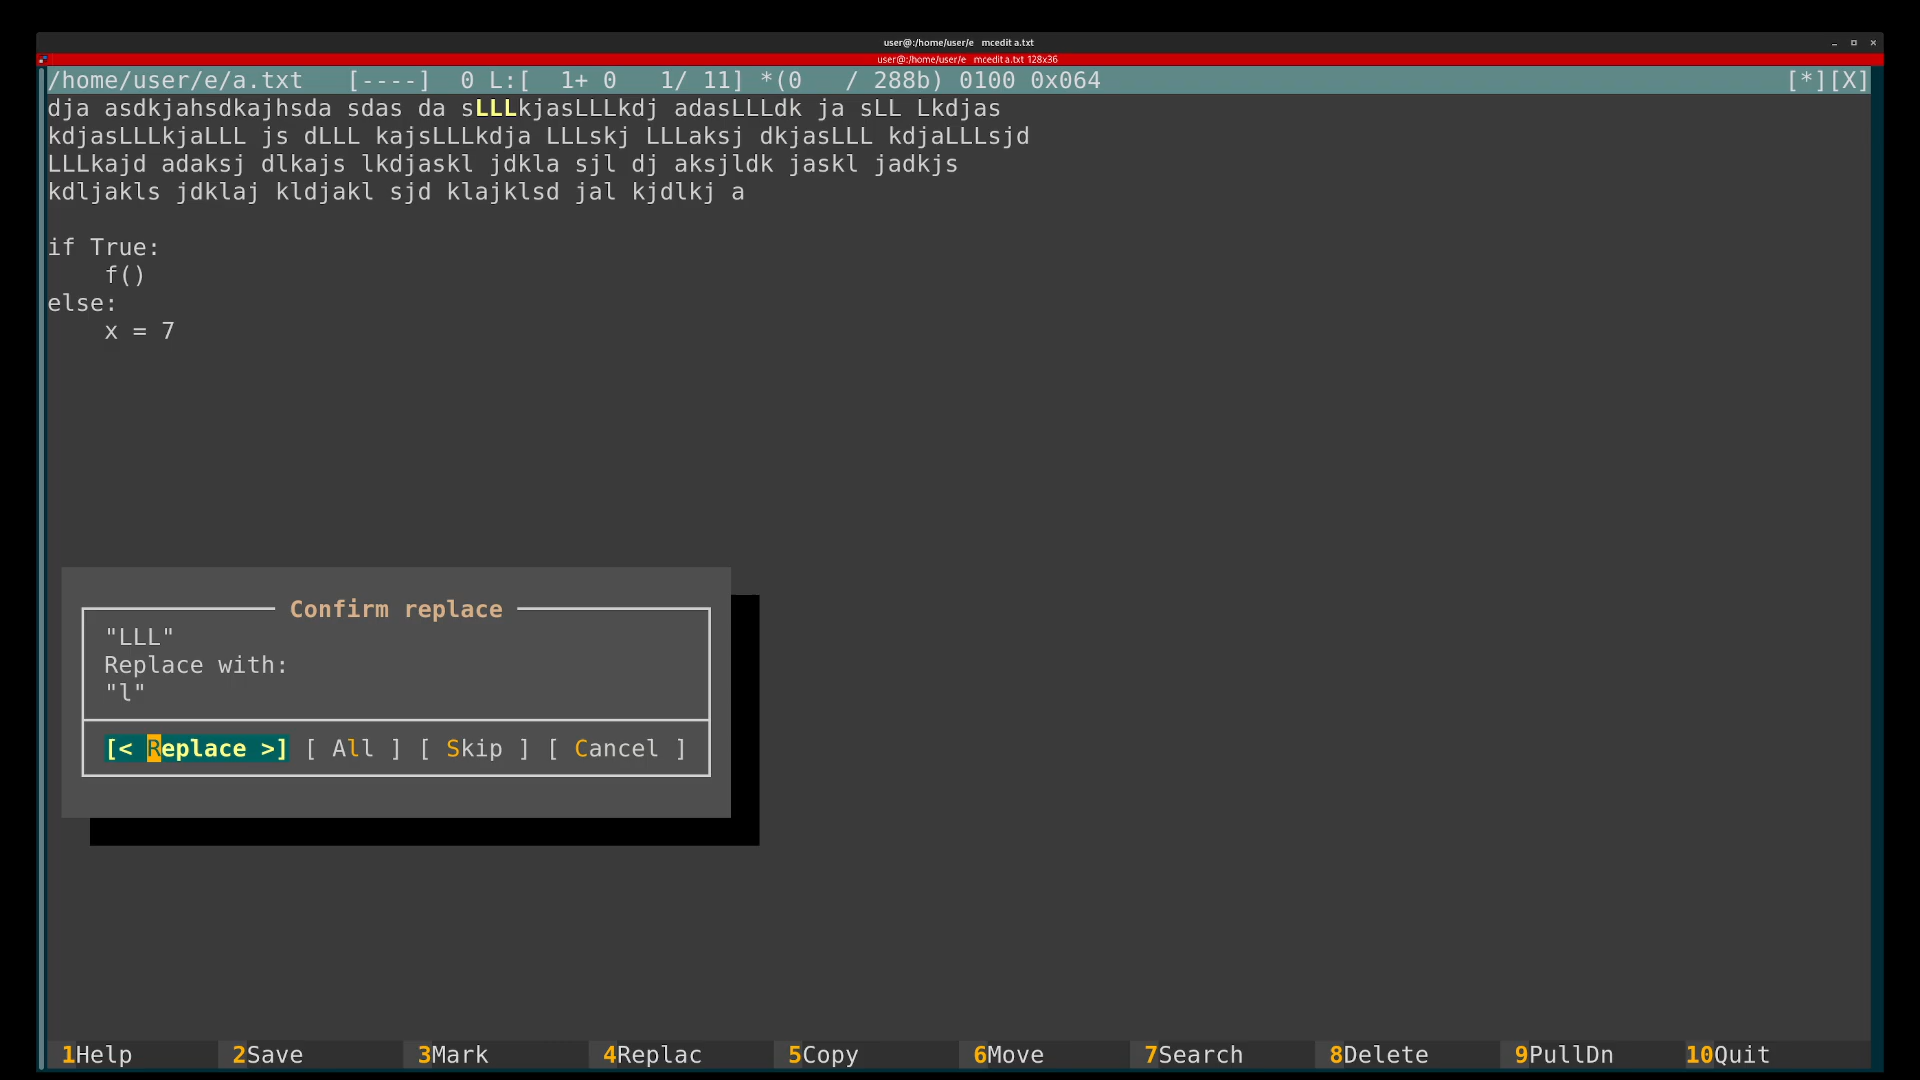 user@:/home/user/e mcedit a.txt
user@:/home/user/e mcedit a.txt 128x36
/home/user/e/a.txt [----] 0 L:[ 1+ 0 1/ 11] *(0 / 288b) 0100 0x064 [*][X]
dja asdkjahsdkajhsda sdas da sLLLkjasLLLkdj adasLLLdk ja sLL Lkdjas
kdjasLLLkjaLLL js dLLL kajsLLLkdja LLLskj LLLaksj dkjasLLL kdjaLLLsjd
LLLkajd adaksj dlkajs lkdjaskl jdkla sjl dj aksjldk jaskl jadkjs
kdljakls jdklaj kldjakl sjd klajklsd jal kjdlkj a
if True:
    f()
else:
    x = 7
Confirm replace
"LLL"
Replace with:
"l"
[< Replace >] [ All ] [ Skip ] [ Cancel ]
1Help 2Save 3Mark 4Replac 5Copy 6Move 7Search 8Delete 9PullDn 10Quit